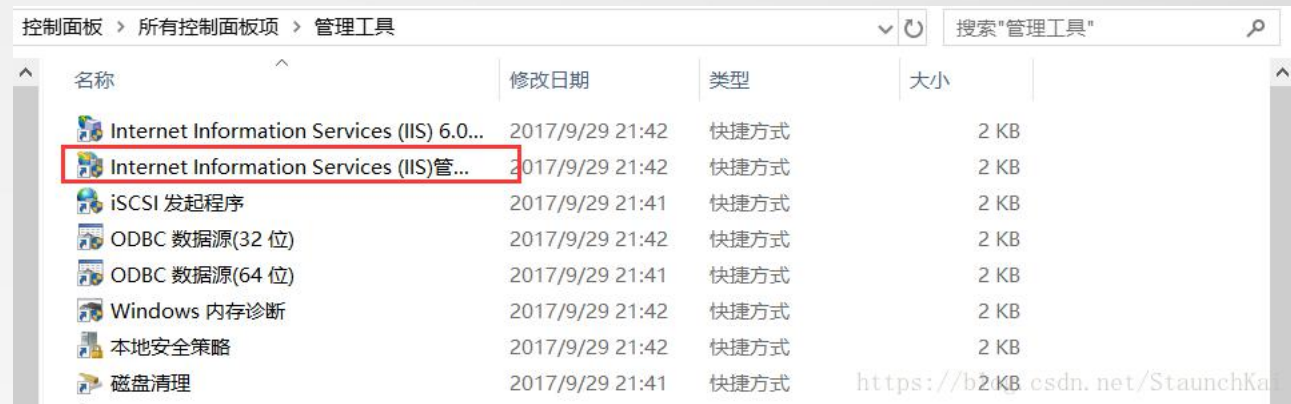 控制面板 > 所有控制面板项 > 管理工具 搜索"管理工具"
名称 修改日期 类型 大小
Internet Information Services (IIS) 6.0... 2017/9/29 21:42 快捷方式 2 KB
Internet Information Services (IIS)管... 2017/9/29 21:42 快捷方式 2 KB
iSCSI 发起程序 2017/9/29 21:41 快捷方式 2 KB
ODBC 数据源(32 位) 2017/9/29 21:42 快捷方式 2 KB
ODBC 数据源(64 位) 2017/9/29 21:41 快捷方式 2 KB
Windows 内存诊断 2017/9/29 21:42 快捷方式 2 KB
本地安全策略 2017/9/29 21:42 快捷方式 2 KB
磁盘清理 2017/9/29 21:41 快捷方式 2 KB
https://blog.csdn.net/StaunchKai